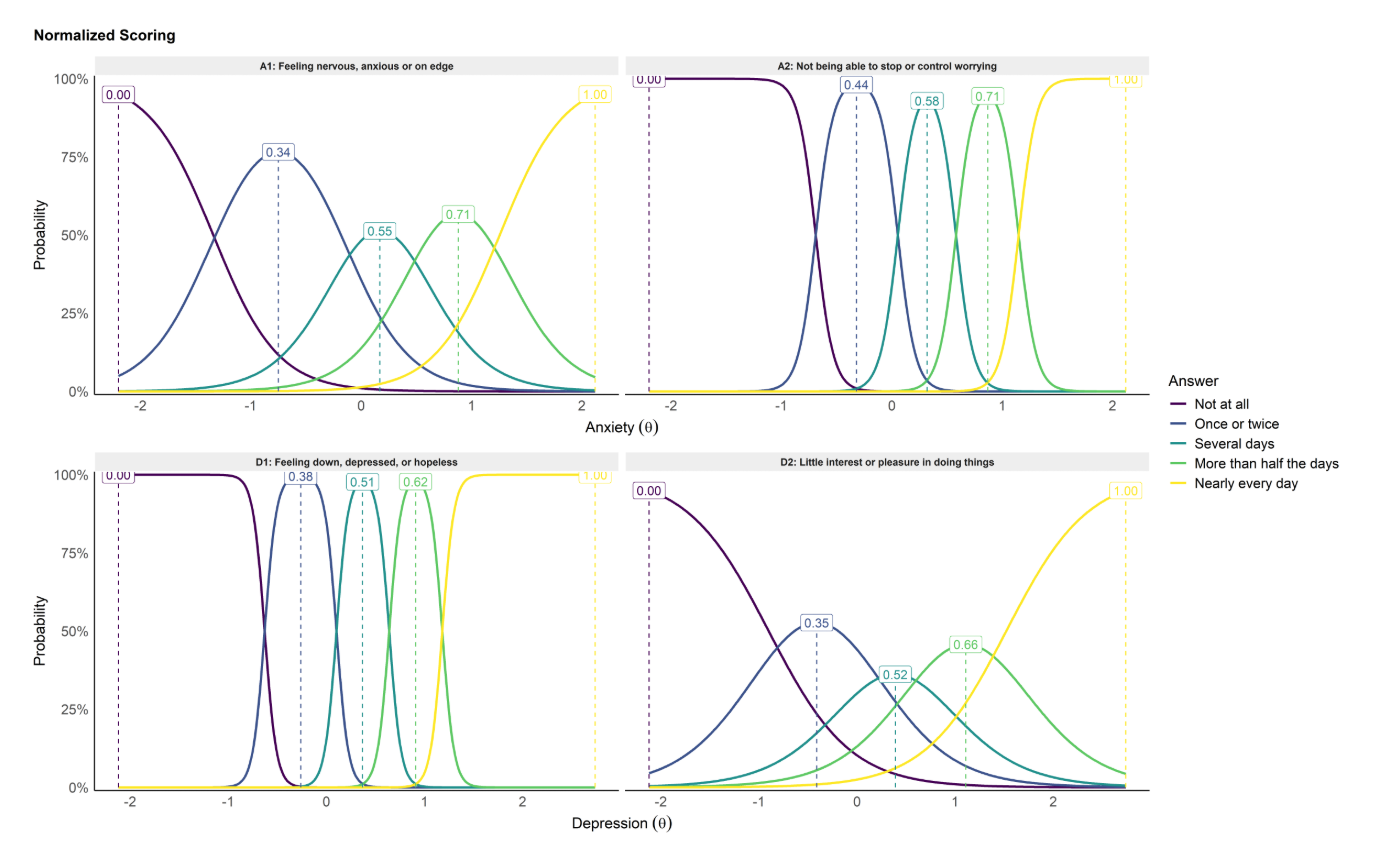 Normalized Scoring
A1: Feeling nervous, anxious or on edge
A2: Not being able to stop or control worrying
100%
75%
50%
25%
0%
Probability
0.00
0.34
0.55
0.71
1.00
0.00
0.44
0.58
0.71
1.00
-2 -1 0 1 2
-2 -1 0 1 2
Anxiety (θ)
D1: Feeling down, depressed, or hopeless
D2: Little interest or pleasure in doing things
100%
75%
50%
25%
0%
Probability
0.00
0.38
0.51
0.62
1.00
0.00
0.35
0.52
0.66
1.00
-2 -1 0 1 2
-2 -1 0 1 2
Depression (θ)
Answer
Not at all
Once or twice
Several days
More than half the days
Nearly every day